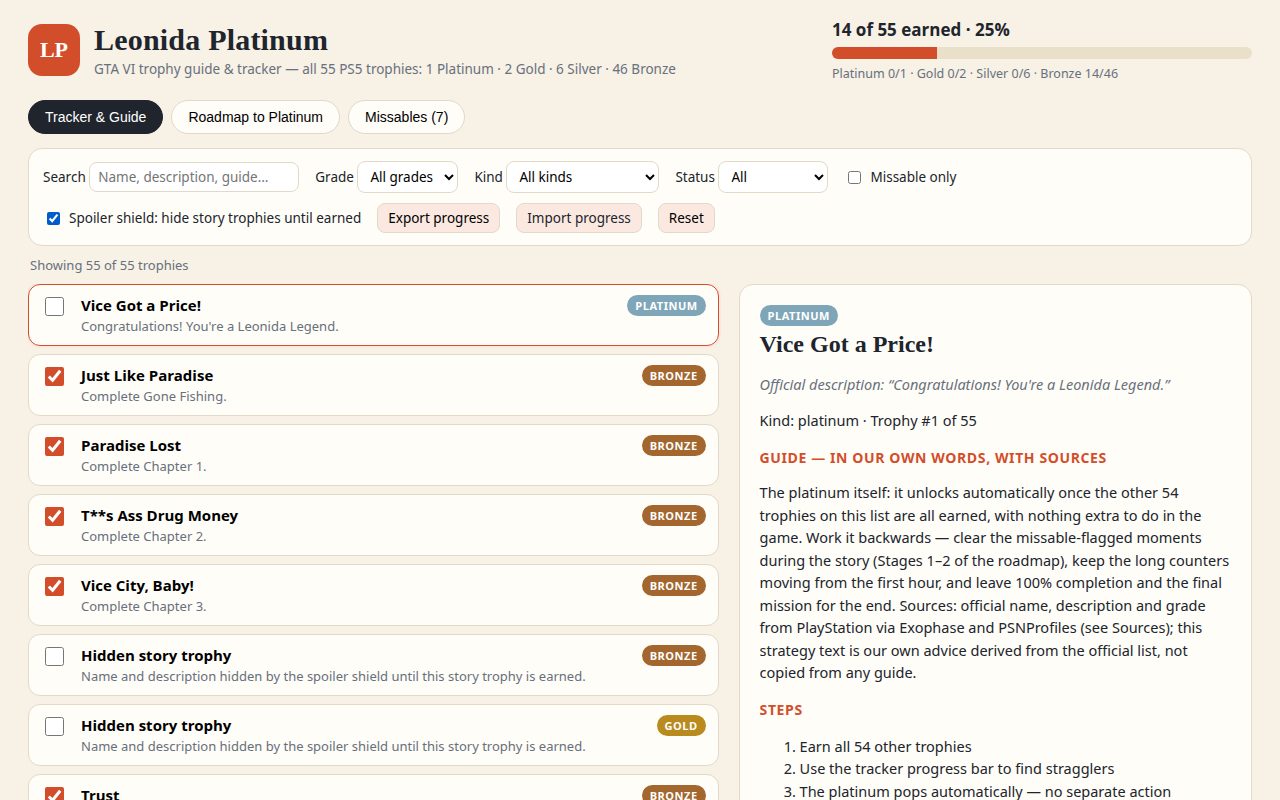 LP
Leonida Platinum
GTA VI trophy guide & tracker — all 55 PS5 trophies: 1 Platinum · 2 Gold · 6 Silver · 46 Bronze
14 of 55 earned · 25%
Platinum 0/1 · Gold 0/2 · Silver 0/6 · Bronze 14/46
Tracker & Guide
Roadmap to Platinum
Missables (7)
Search Name, description, guide... Grade All grades Kind All kinds Status All Missable only
Spoiler shield: hide story trophies until earned Export progress Import progress Reset
Showing 55 of 55 trophies
Vice Got a Price! PLATINUM
Congratulations! You're a Leonida Legend.
Just Like Paradise BRONZE
Complete Gone Fishing.
Paradise Lost BRONZE
Complete Chapter 1.
T**s Ass Drug Money BRONZE
Complete Chapter 2.
Vice City, Baby! BRONZE
Complete Chapter 3.
Hidden story trophy BRONZE
Name and description hidden by the spoiler shield until this story trophy is earned.
Hidden story trophy GOLD
Name and description hidden by the spoiler shield until this story trophy is earned.
Trust BRONZE
PLATINUM
Vice Got a Price!
Official description: “Congratulations! You're a Leonida Legend.”
Kind: platinum · Trophy #1 of 55
GUIDE — IN OUR OWN WORDS, WITH SOURCES
The platinum itself: it unlocks automatically once the other 54
trophies on this list are all earned, with nothing extra to do in the
game. Work it backwards — clear the missable-flagged moments
during the story (Stages 1–2 of the roadmap), keep the long counters
moving from the first hour, and leave 100% completion and the final
mission for the end. Sources: official name, description and grade
from PlayStation via Exophase and PSNProfiles (see Sources); this
strategy text is our own advice derived from the official list, not
copied from any guide.
STEPS
1. Earn all 54 other trophies
2. Use the tracker progress bar to find stragglers
3. The platinum pops automatically — no separate action